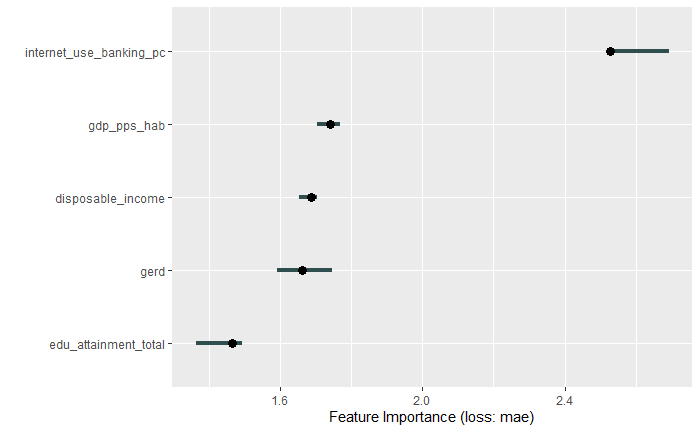 internet_use_banking_pc
gdp_pps_hab
disposable_income
gerd
edu_attainment_total
1.6 2.0 2.4
Feature Importance (loss: mae)